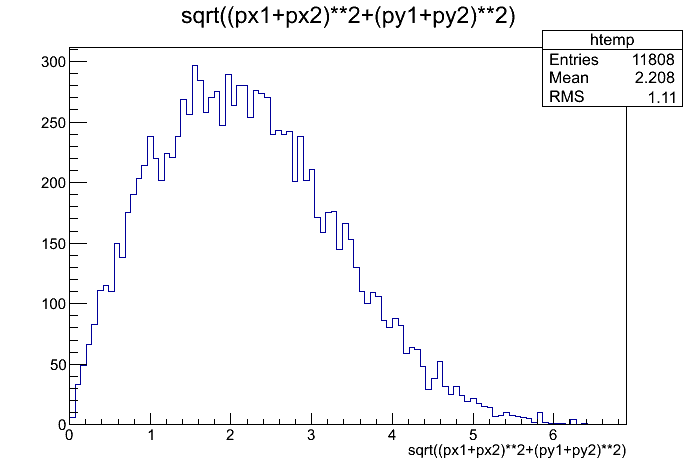 sqrt((px1+px2)**2+(py1+py2)**2)
htemp
Entries 11808
Mean 2.208
RMS 1.11
300
250
200
150
100
50
0
0 1 2 3 4 5 6
sqrt((px1+px2)**2+(py1+py2)**2)